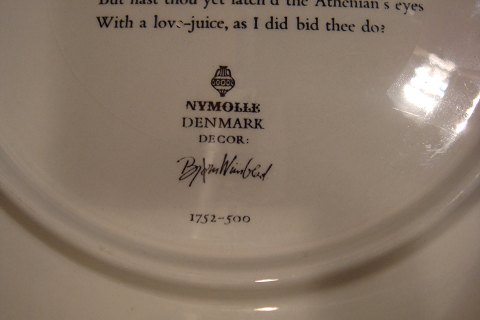 But hast thou yet latch'd the Athenian's eyes
With a love-juice, as I did bid thee do?
NYMOLLE
DENMARK
DECOR:
Bjørn Wiinblad
1752-500